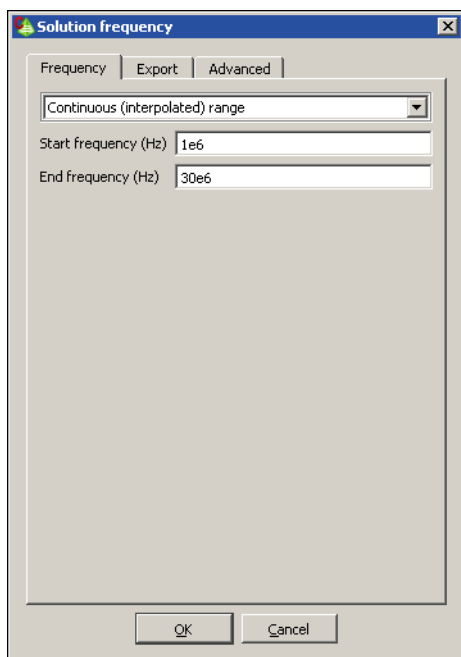 Solution frequency
Frequency Export Advanced
Continuous (interpolated) range
Start frequency (Hz) 1e6
End frequency (Hz) 30e6
OK Cancel